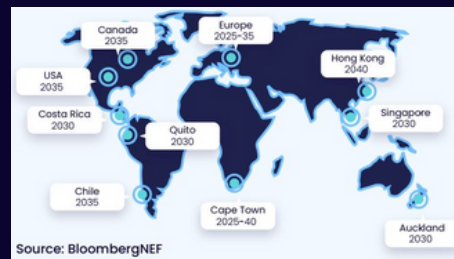 Canada
2035
Europe
2025-35
Hong Kong
2040
USA
2035
Costa Rica
2030
Quito
2030
Singapore
2030
Chile
2035
Cape Town
2025-40
Auckland
2030
Source: BloombergNEF